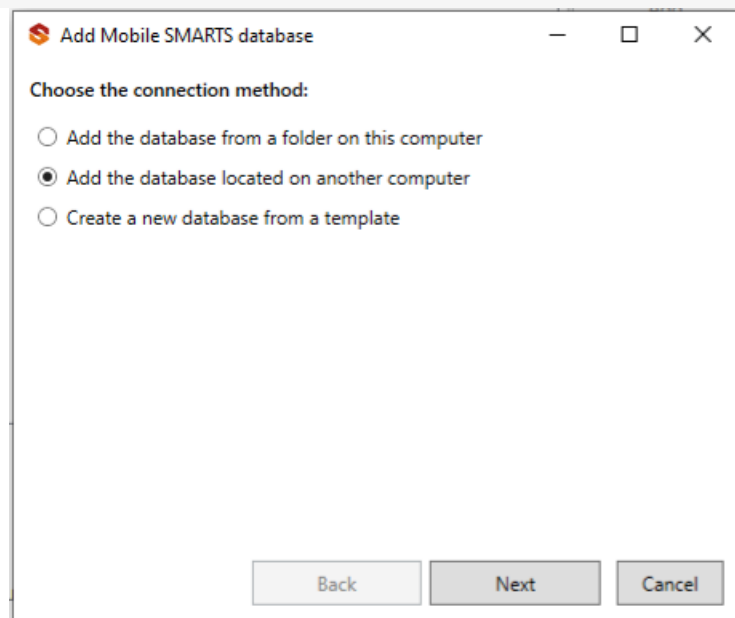 Add Mobile SMARTS database
Choose the connection method:
Add the database from a folder on this computer
Add the database located on another computer
Create a new database from a template
Back
Next
Cancel